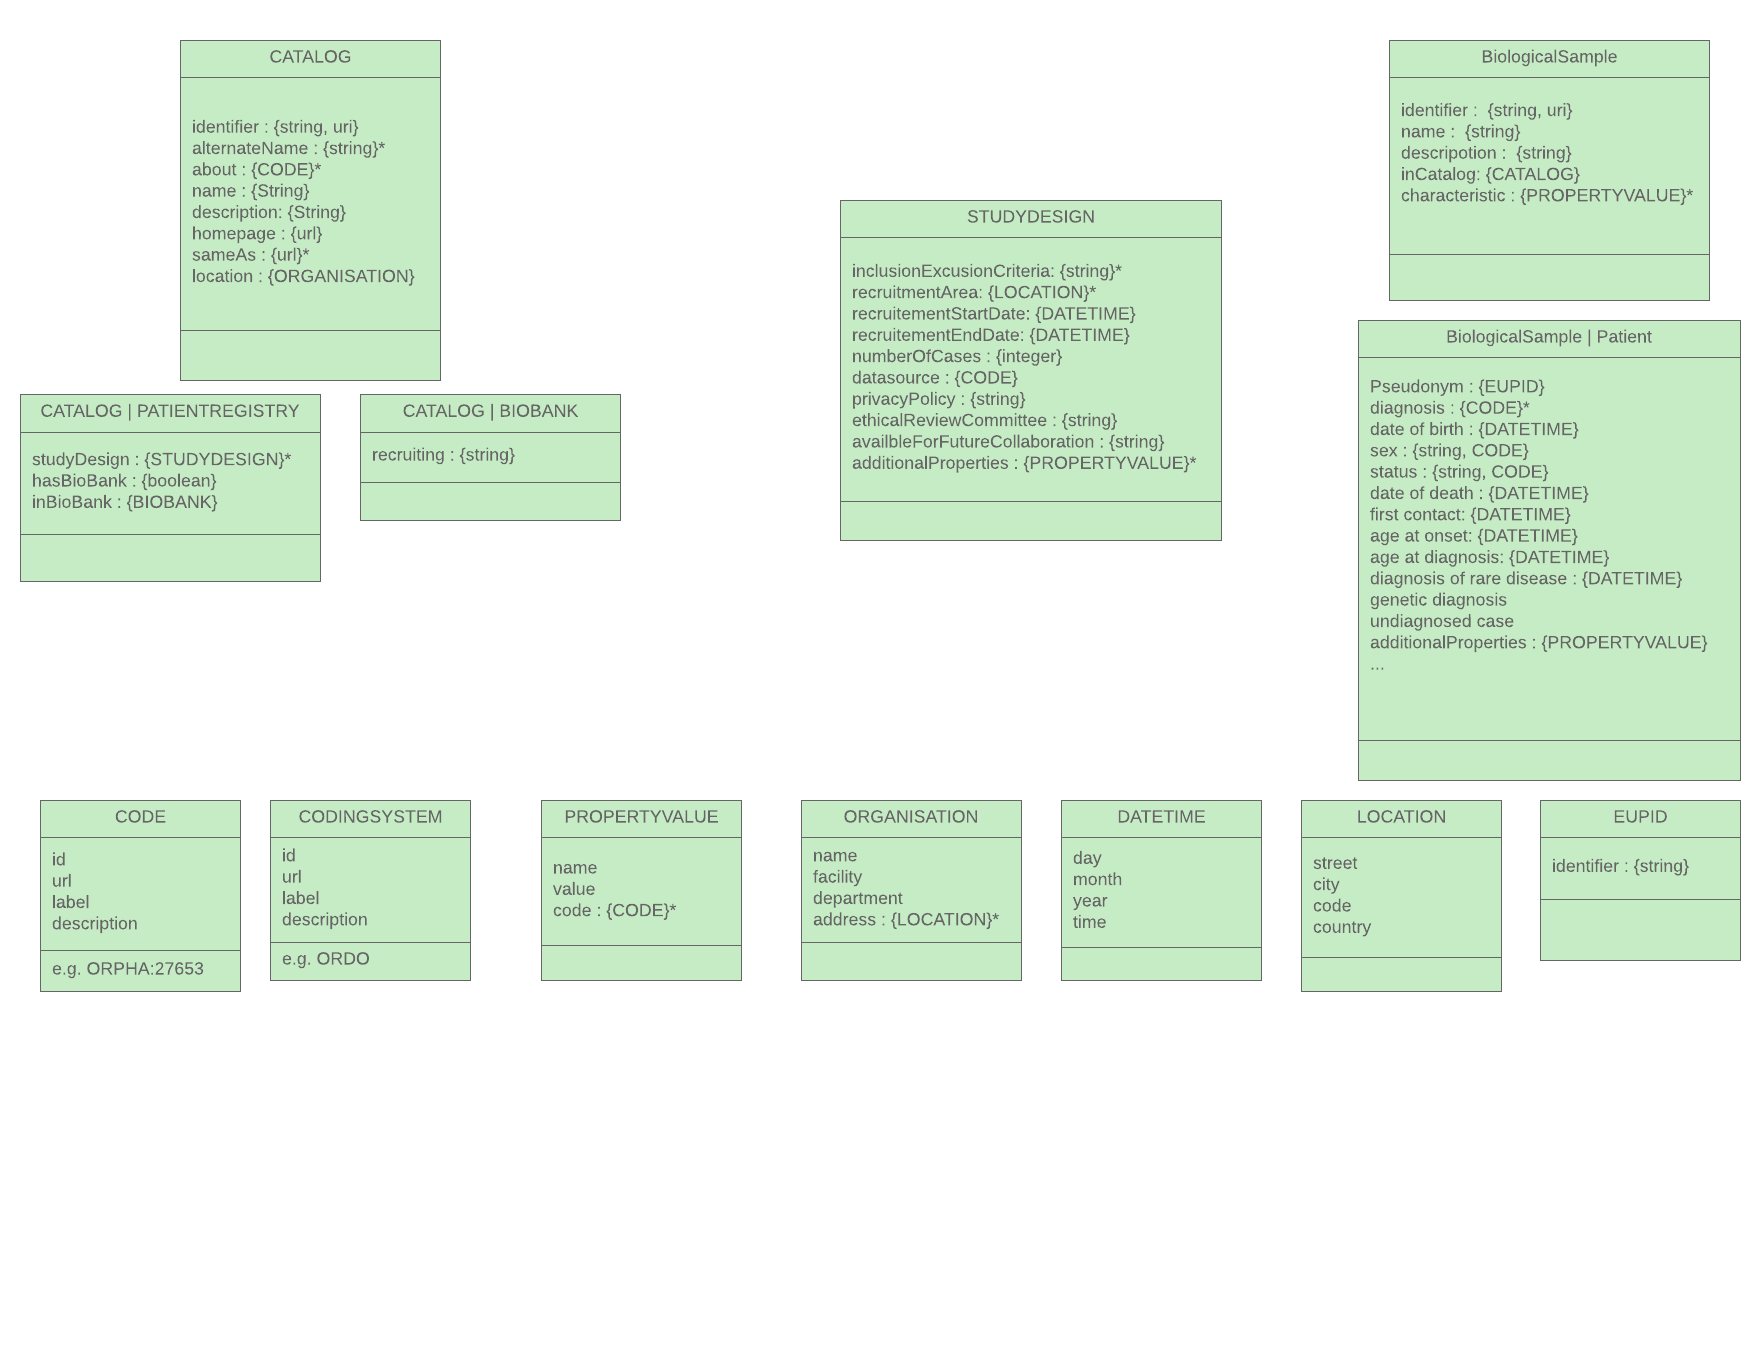 CATALOG
identifier : {string, uri}
alternateName : {string}*
about : {CODE}*
name : {String}
description: {String}
homepage : {url}
sameAs : {url}*
location : {ORGANISATION}
CATALOG | PATIENTREGISTRY
studyDesign : {STUDYDESIGN}*
hasBioBank : {boolean}
inBioBank : {BIOBANK}
CATALOG | BIOBANK
recruiting : {string}
STUDYDESIGN
inclusionExcusionCriteria: {string}*
recruitmentArea: {LOCATION}*
recruitementStartDate: {DATETIME}
recruitementEndDate: {DATETIME}
numberOfCases : {integer}
datasource : {CODE}
privacyPolicy : {string}
ethicalReviewCommittee : {string}
availbleForFutureCollaboration : {string}
additionalProperties : {PROPERTYVALUE}*
BiologicalSample
identifier :  {string, uri}
name :  {string}
descripotion :  {string}
inCatalog: {CATALOG}
characteristic : {PROPERTYVALUE}*
BiologicalSample | Patient
Pseudonym : {EUPID}
diagnosis : {CODE}*
date of birth : {DATETIME}
sex : {string, CODE}
status : {string, CODE}
date of death : {DATETIME}
first contact: {DATETIME}
age at onset: {DATETIME}
age at diagnosis: {DATETIME}
diagnosis of rare disease : {DATETIME}
genetic diagnosis
undiagnosed case
additionalProperties : {PROPERTYVALUE}
...
CODE
id
url
label
description
e.g. ORPHA:27653
CODINGSYSTEM
id
url
label
description
e.g. ORDO
PROPERTYVALUE
name
value
code : {CODE}*
ORGANISATION
name
facility
department
address : {LOCATION}*
DATETIME
day
month
year
time
LOCATION
street
city
code
country
EUPID
identifier : {string}